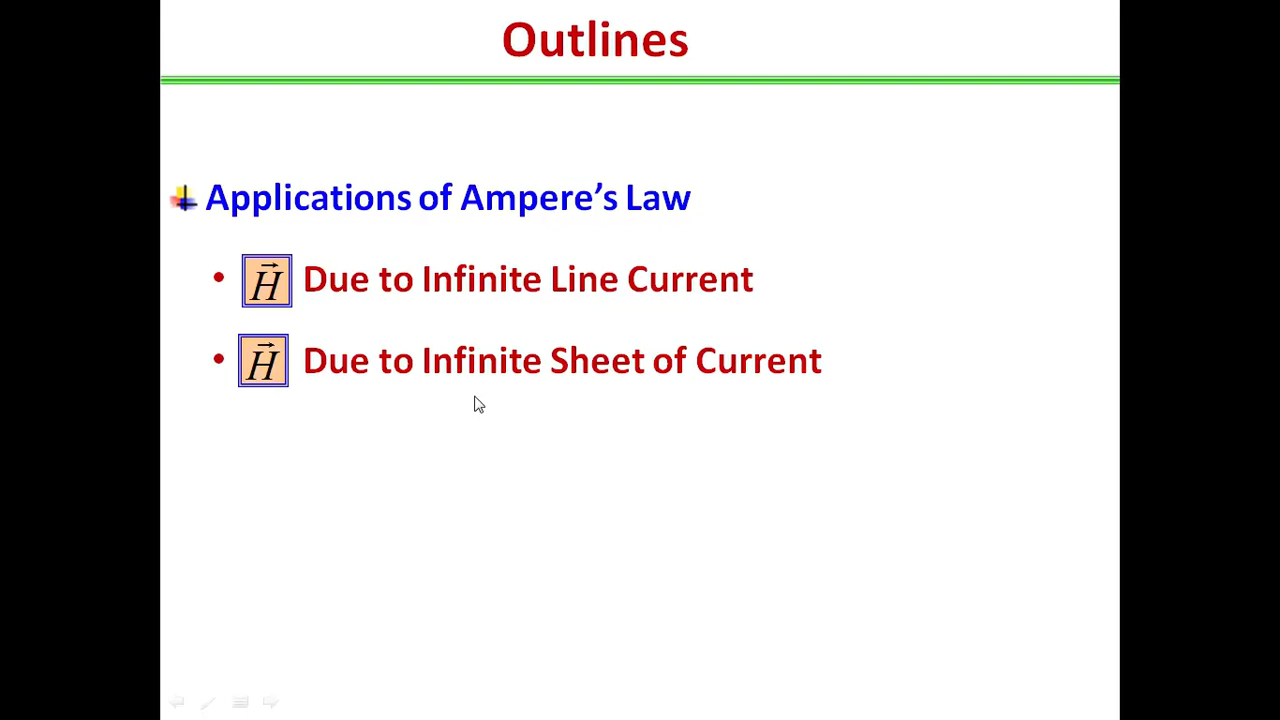 Outlines
Applications of Ampere’s Law
• H⃗ Due to Infinite Line Current
• H⃗ Due to Infinite Sheet of Current